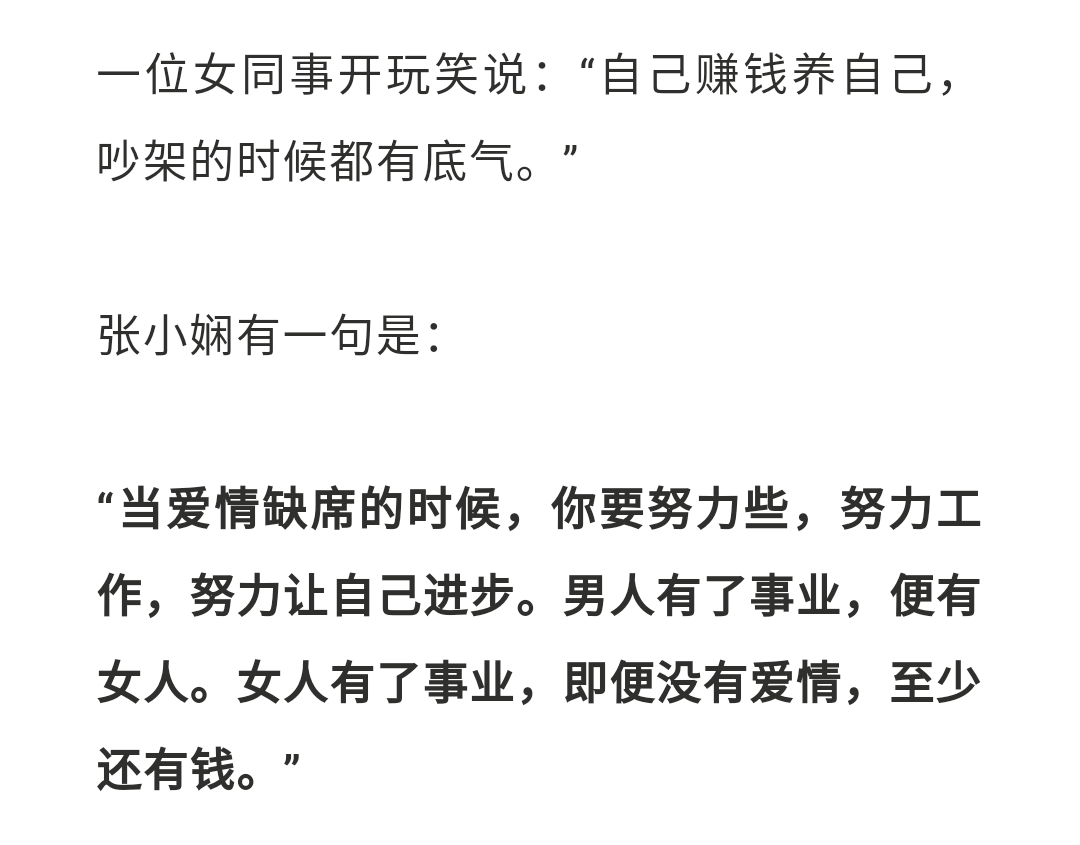 一位女同事开玩笑说：“自己赚钱养自己，
吵架的时候都有底气。”
张小娴有一句是：
“当爱情缺席的时候，你要努力些，努力工
作，努力让自己进步。男人有了事业，便有
女人。女人有了事业，即便没有爱情，至少
还有钱。”